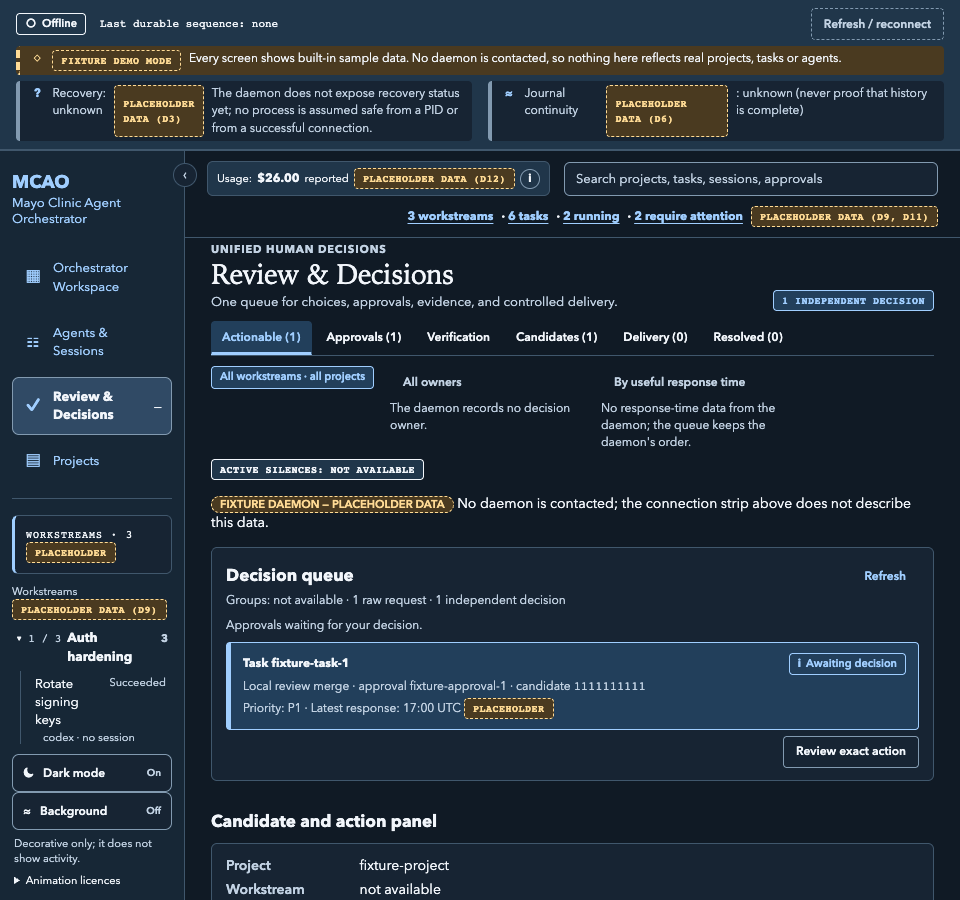 Offline
Last durable sequence: none
Refresh / reconnect
FIXTURE DEMO MODE Every screen shows built-in sample data. No daemon is contacted, so nothing here reflects real projects, tasks or agents.
? Recovery: unknown
PLACEHOLDER DATA (D3)
The daemon does not expose recovery status
yet; no process is assumed safe from a PID or
from a successful connection.
≈ Journal continuity
PLACEHOLDER DATA (D6)
: unknown (never proof that history
is complete)
MCAO
Mayo Clinic Agent
Orchestrator
‹
Usage: $26.00 reported PLACEHOLDER DATA (D12) i
Search projects, tasks, sessions, approvals
3 workstreams · 6 tasks · 2 running · 2 require attention PLACEHOLDER DATA (D9, D11)
Orchestrator
Workspace
Agents &
Sessions
Review &
Decisions –
Projects
WORKSTREAMS · 3
PLACEHOLDER
Workstreams
PLACEHOLDER DATA (D9)
▾ 1 / 3 Auth hardening 3
Rotate signing keys Succeeded
codex · no session
Dark mode On
≈ Background Off
Decorative only; it does not
show activity.
▶ Animation licences
UNIFIED HUMAN DECISIONS
Review & Decisions
One queue for choices, approvals, evidence, and controlled delivery.
1 INDEPENDENT DECISION
Actionable (1) Approvals (1) Verification Candidates (1) Delivery (0) Resolved (0)
All workstreams · all projects
All owners
The daemon records no decision
owner.
By useful response time
No response-time data from the
daemon; the queue keeps the
daemon's order.
ACTIVE SILENCES: NOT AVAILABLE
FIXTURE DAEMON — PLACEHOLDER DATA No daemon is contacted; the connection strip above does not describe
this data.
Decision queue
Refresh
Groups: not available · 1 raw request · 1 independent decision
Approvals waiting for your decision.
Task fixture-task-1
i Awaiting decision
Local review merge · approval fixture-approval-1 · candidate 1111111111
Priority: P1 · Latest response: 17:00 UTC PLACEHOLDER
Review exact action
Candidate and action panel
Project fixture-project
Workstream not available